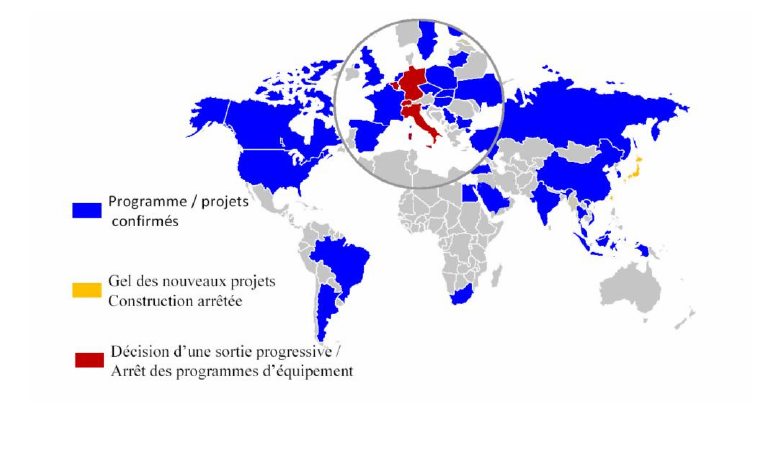 Programme / projets
confirmés
Gel des nouveaux projets
Construction arrêtée
Décision d’une sortie progressive /
Arrêt des programmes d’équipement